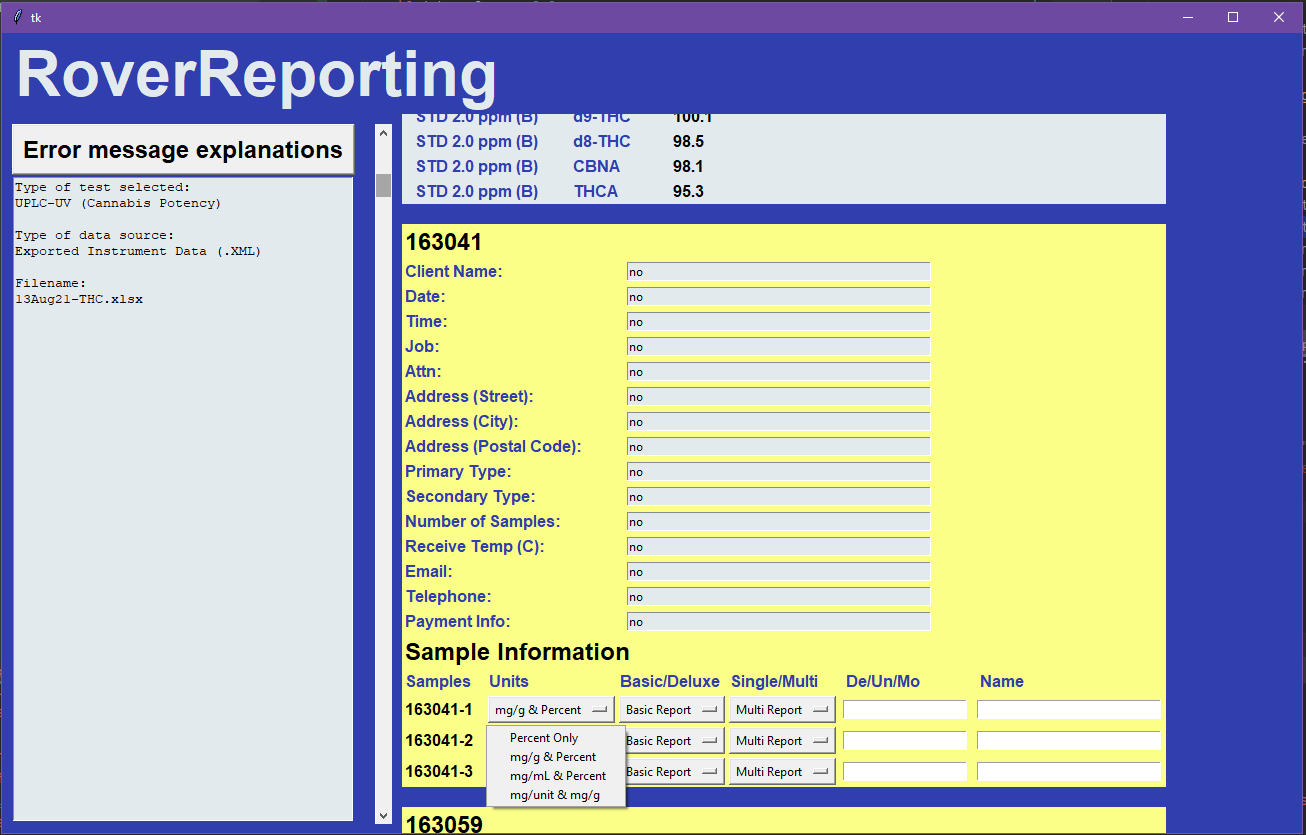 tk
RoverReporting
Error message explanations
Type of test selected:
UPLC-UV (Cannabis Potency)
Type of data source:
Exported Instrument Data (.XML)
Filename:
13Aug21-THC.xlsx
STD 2.0 ppm (B) d9-THC 100.1
STD 2.0 ppm (B) d8-THC 98.5
STD 2.0 ppm (B) CBNA 98.1
STD 2.0 ppm (B) THCA 95.3
163041
Client Name: no
Date: no
Time: no
Job: no
Attn: no
Address (Street): no
Address (City): no
Address (Postal Code): no
Primary Type: no
Secondary Type: no
Number of Samples: no
Receive Temp (C): no
Email: no
Telephone: no
Payment Info: no
Sample Information
Samples Units Basic/Deluxe Single/Multi De/Un/Mo Name
163041-1 mg/g & Percent Basic Report Multi Report
163041-2 Basic Report Multi Report
163041-3 Basic Report Multi Report
Percent Only
mg/g & Percent
mg/mL & Percent
mg/unit & mg/g
163059